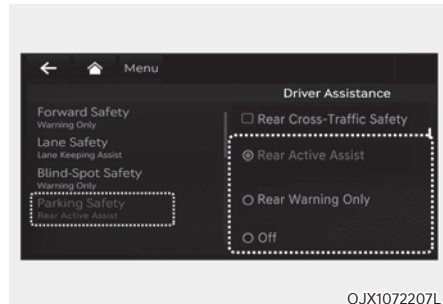 Menu
Driver Assistance
Forward Safety
Warning Only
Lane Safety
Lane Keeping Assist
Blind-Spot Safety
Warning Only
Parking Safety
Rear Active Assist
Rear Cross-Traffic Safety
Rear Active Assist
Rear Warning Only
Off
OJX1072207L